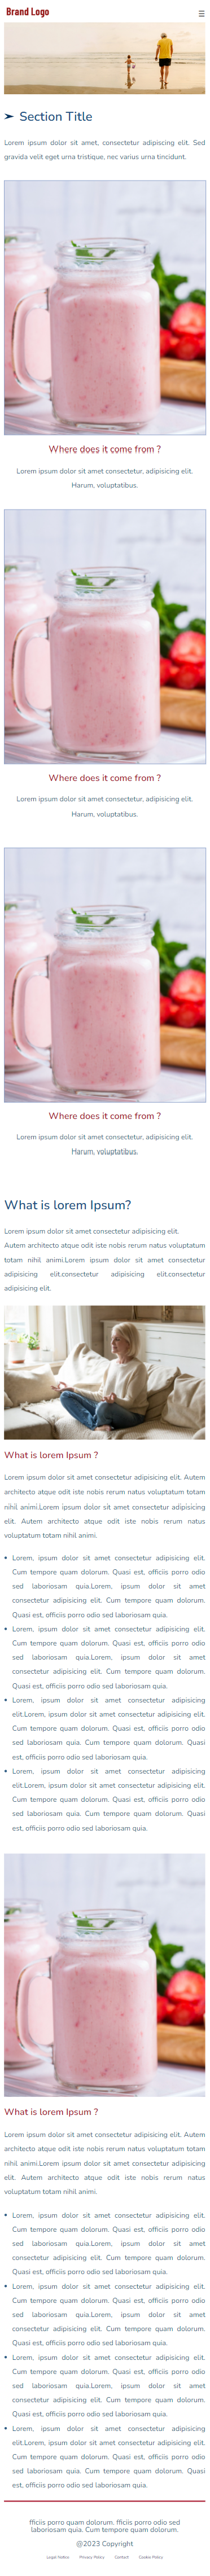 Brand Logo
☰
➢ Section Title
Lorem ipsum dolor sit amet, consectetur adipiscing elit. Sed
gravida velit eget urna tristique, nec varius urna tincidunt.
Where does it come from ?
Lorem ipsum dolor sit amet consectetur, adipisicing elit.
Harum, voluptatibus.
Where does it come from ?
Lorem ipsum dolor sit amet consectetur, adipisicing elit.
Harum, voluptatibus.
Where does it come from ?
Lorem ipsum dolor sit amet consectetur, adipisicing elit.
Harum, voluptatibus.
What is lorem Ipsum?
Lorem ipsum dolor sit amet consectetur adipisicing elit.
Autem architecto atque odit iste nobis rerum natus voluptatum
totam nihil animi.Lorem ipsum dolor sit amet consectetur
adipisicing elit.consectetur adipisicing elit.consectetur
adipisicing elit.
What is lorem Ipsum ?
Lorem ipsum dolor sit amet consectetur adipisicing elit. Autem
architecto atque odit iste nobis rerum natus voluptatum totam
nihil animi.Lorem ipsum dolor sit amet consectetur adipisicing
elit. Autem architecto atque odit iste nobis rerum natus
voluptatum totam nihil animi.
• Lorem, ipsum dolor sit amet consectetur adipisicing elit.
Cum tempore quam dolorum. Quasi est, officiis porro odio
sed laboriosam quia.Lorem, ipsum dolor sit amet
consectetur adipisicing elit. Cum tempore quam dolorum.
Quasi est, officiis porro odio sed laboriosam quia.
• Lorem, ipsum dolor sit amet consectetur adipisicing elit.
Cum tempore quam dolorum. Quasi est, officiis porro odio
sed laboriosam quia.Lorem, ipsum dolor sit amet
consectetur adipisicing elit. Cum tempore quam dolorum.
Quasi est, officiis porro odio sed laboriosam quia.
• Lorem, ipsum dolor sit amet consectetur adipisicing
elit.Lorem, ipsum dolor sit amet consectetur adipisicing elit.
Cum tempore quam dolorum. Quasi est, officiis porro odio
sed laboriosam quia. Cum tempore quam dolorum. Quasi
est, officiis porro odio sed laboriosam quia.
• Lorem, ipsum dolor sit amet consectetur adipisicing
elit.Lorem, ipsum dolor sit amet consectetur adipisicing elit.
Cum tempore quam dolorum. Quasi est, officiis porro odio
sed laboriosam quia. Cum tempore quam dolorum. Quasi
est, officiis porro odio sed laboriosam quia.
What is lorem Ipsum ?
Lorem ipsum dolor sit amet consectetur adipisicing elit. Autem
architecto atque odit iste nobis rerum natus voluptatum totam
nihil animi.Lorem ipsum dolor sit amet consectetur adipisicing
elit. Autem architecto atque odit iste nobis rerum natus
voluptatum totam nihil animi.
• Lorem, ipsum dolor sit amet consectetur adipisicing elit.
Cum tempore quam dolorum. Quasi est, officiis porro odio
sed laboriosam quia.Lorem, ipsum dolor sit amet
consectetur adipisicing elit. Cum tempore quam dolorum.
Quasi est, officiis porro odio sed laboriosam quia.
• Lorem, ipsum dolor sit amet consectetur adipisicing elit.
Cum tempore quam dolorum. Quasi est, officiis porro odio
sed laboriosam quia.Lorem, ipsum dolor sit amet
consectetur adipisicing elit. Cum tempore quam dolorum.
Quasi est, officiis porro odio sed laboriosam quia.
• Lorem, ipsum dolor sit amet consectetur adipisicing elit.
Cum tempore quam dolorum. Quasi est, officiis porro odio
sed laboriosam quia.Lorem, ipsum dolor sit amet
consectetur adipisicing elit. Cum tempore quam dolorum.
Quasi est, officiis porro odio sed laboriosam quia.
• Lorem, ipsum dolor sit amet consectetur adipisicing
elit.Lorem, ipsum dolor sit amet consectetur adipisicing elit.
Cum tempore quam dolorum. Quasi est, officiis porro odio
sed laboriosam quia. Cum tempore quam dolorum. Quasi
est, officiis porro odio sed laboriosam quia.
fficiis porro quam dolorum, fficiis porro odio sed
laboriosam quia. Cum tempore quam dolorum.
@2023 Copyright
Legal Notice Privacy Policy Contact Cookie Policy